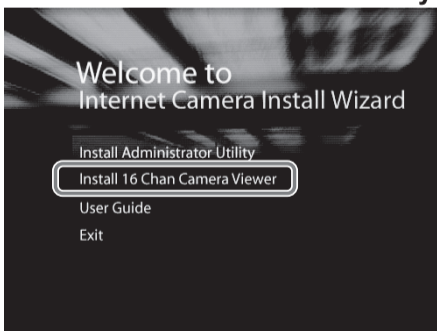 Welcome to
Internet Camera Install Wizard
Install Administrator Utility
Install 16 Chan Camera Viewer
User Guide
Exit